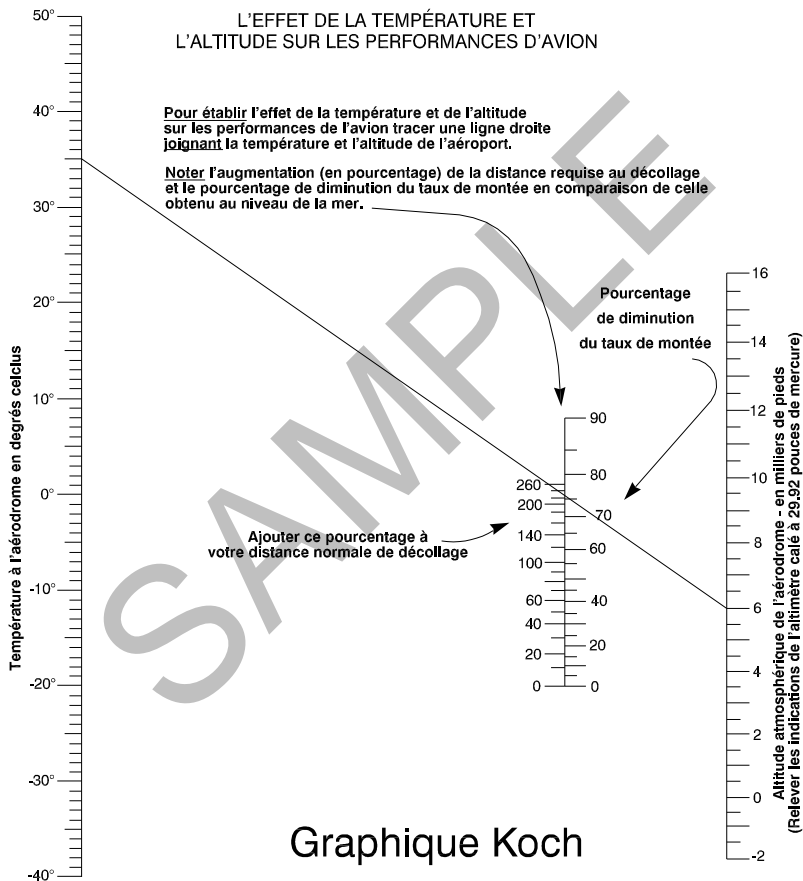 L'EFFET DE LA TEMPÉRATURE ET
L'ALTITUDE SUR LES PERFORMANCES D'AVION
Pour établir l'effet de la température et de l'altitude
sur les performances de l'avion tracer une ligne droite
joignant la température et l'altitude de l'aéroport.
Noter l'augmentation (en pourcentage) de la distance requise au décollage
et le pourcentage de diminution du taux de montée en comparaison de celle
obtenu au niveau de la mer.
SAMPLE
Température à l'aérodrome en degrés celclus
50°
40°
30°
20°
10°
0°
-10°
-20°
-30°
-40°
Ajouter ce pourcentage à
votre distance normale de décollage
260
200
140
100
60
40
20
0
90
80
70
60
40
20
0
Pourcentage
de diminution
du taux de montée
16
14
12
10
8
6
4
2
0
-2
Altitude atmosphérique de l'aérodrome - en milliers de pieds
(Relever les indications de l'altimètre calé à 29.92 pouces de mercure)
Graphique Koch